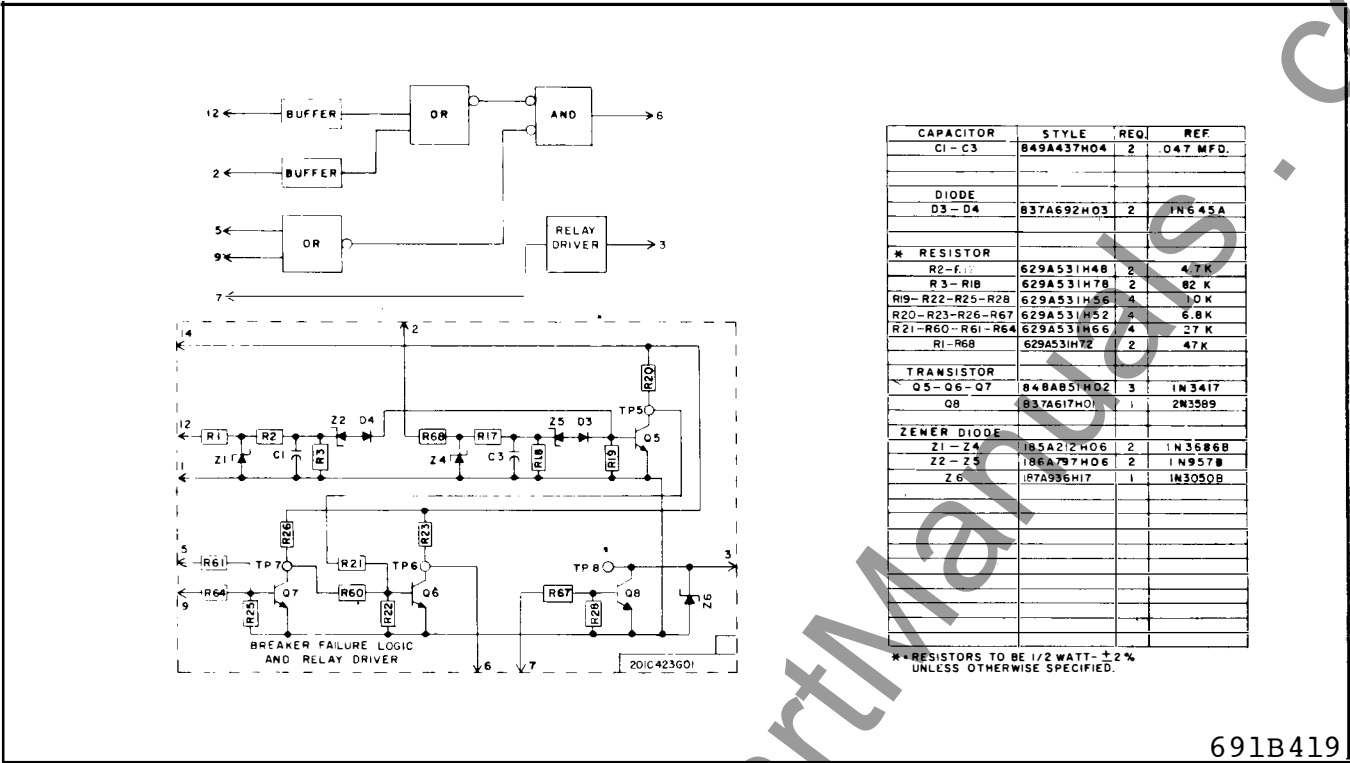 12 BUFFER OR AND 6
2 BUFFER
5 OR RELAY DRIVER 3
9
7
14 2
R20
TP5
12 R1 R2 Z2 D4 R68 R17 Z5 D3 Q5
Z1 C1 R3 Z4 C3 R18 R19
1
R26 R23
5 R61 TP7 R21 TP6 TP8 3
9 R64 Q7 R60 Q6 R67 Q8 Z6
R25 R22 R28
BREAKER FAILURE LOGIC
AND RELAY DRIVER
6 7 201C423G01
CAPACITOR STYLE REQ. REF.
C1-C3 849A437H04 2 .047 MFD.
DIODE
D3-D4 837A692H03 2 1N645A
* RESISTOR
R2- 629A531H48 2 4.7K
R3-R18 629A531H78 2 82 K
R19-R22-R25-R28 629A531H56 4 10 K
R20-R23-R26-R67 629A531H52 4 6.8K
R21-R60-R61-R64 629A531H66 4 27 K
R1-R68 629A531H72 2 47K
TRANSISTOR
Q5-Q6-Q7 848A851H02 3 1N3417
Q8 837A617H01 1 2N3589
ZENER DIODE
Z1-Z4 185A212H06 2 1N3686B
Z2-Z5 186A797H06 2 1N957B
Z6 187A936H17 1 1N3050B
*=RESISTORS TO BE 1/2 WATT-±2%
UNLESS OTHERWISE SPECIFIED.
691B419
rtManuals.co